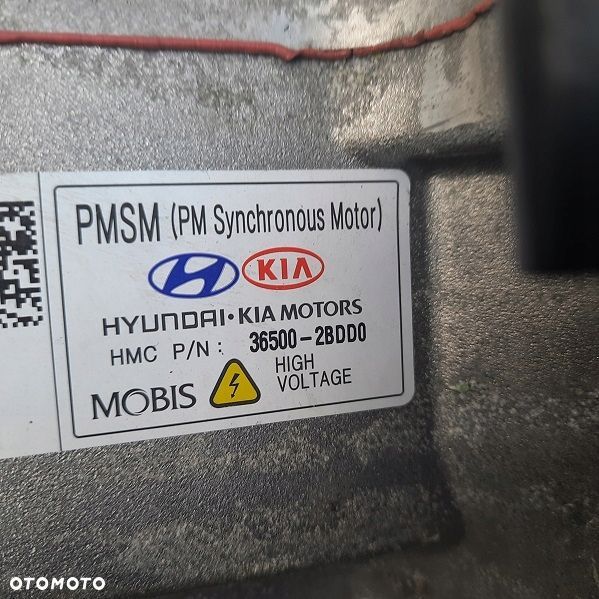 PMSM (PM Synchronous Motor)
KIA
HYUNDAI • KIA MOTORS
HMC P/N : 36500-2BDD0
MOBIS
HIGH
VOLTAGE
OTOMOTO